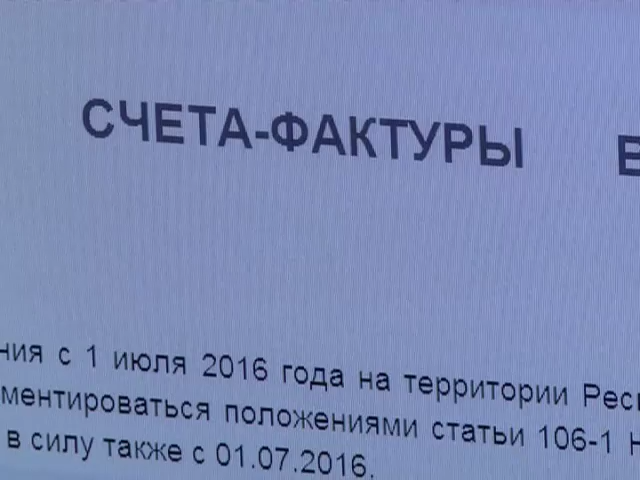 СЧЕТА-ФАКТУРЫ В
ния с 1 июля 2016 года на территории Рес
ментироваться положениями статьи 106-1 Н
в силу также с 01.07.2016.